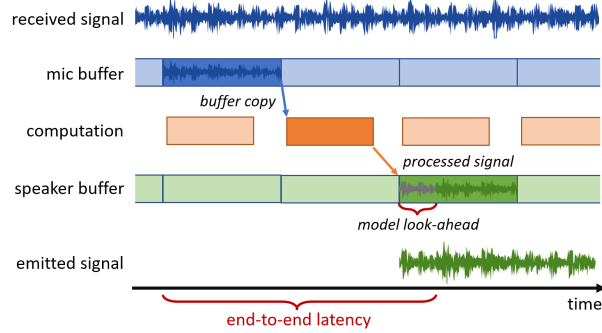 received signal
mic buffer
buffer copy
computation
processed signal
speaker buffer
model look-ahead
emitted signal
time
end-to-end latency